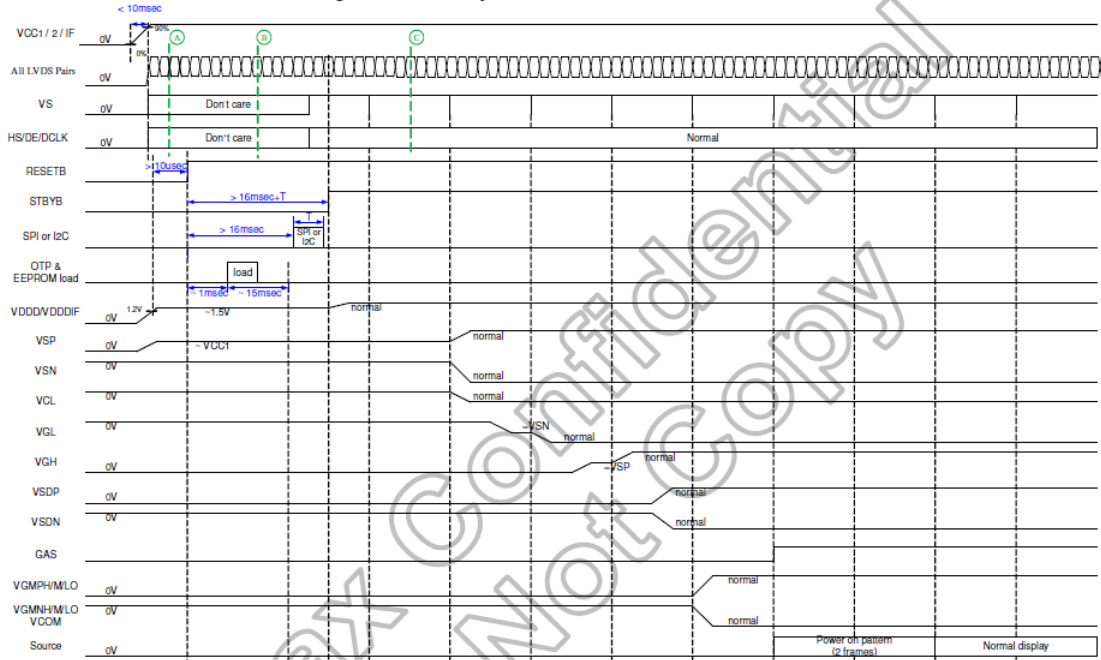 < 10msec
VCC1 / 2 / IF
0V
0%
90%
A
B
C
All LVDS Pairs
0V
VS
0V
Don't care
HS/DE/DCLK
0V
Don't care
Normal
RESETB
> 10usec
STBYB
> 16msec+T
SPI or I2C
> 16msec
T
SPI or
I2C
OTP &
EEPROM load
load
~ 1msec
~ 15msec
VDDD/VDDDIF
0V
1.2V
~1.5V
normal
VSP
0V
~ VCC1
normal
VSN
0V
normal
VCL
normal
VGL
0V
~VSN
normal
VGH
0V
~VSP
normal
VSDP
0V
normal
VSDN
0V
normal
GAS
VGMPH/M/LO
0V
normal
VGMNH/M/LO
VCOM
0V
normal
Source
0V
Power on pattern
(2 frames)
Normal display
ax Confidential
Not Copy